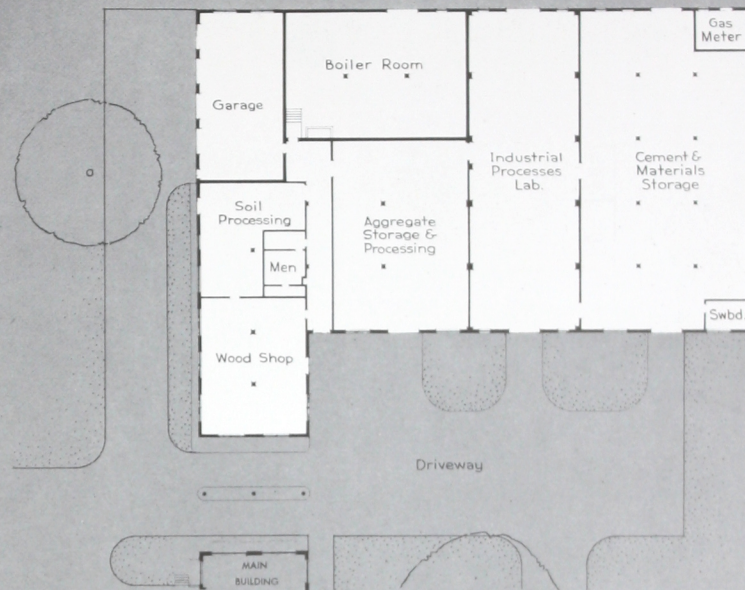 Gas
Meter
Boiler Room
Garage
Industrial
Processes
Lab.
Cement &
Materials
Storage
Soil
Processing
Aggregate
Storage &
Processing
Men
Swbd.
Wood Shop
Driveway
MAIN
BUILDING